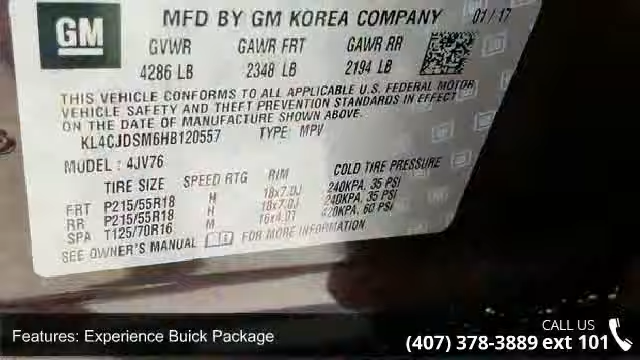 GM
MFD BY GM KOREA COMPANY 01/17
GVWR GAWR FRT GAWR RR
4286 LB 2348 LB 2194 LB
THIS VEHICLE CONFORMS TO ALL APPLICABLE U.S. FEDERAL MOTOR
VEHICLE SAFETY AND THEFT PREVENTION STANDARDS IN EFFECT
ON THE DATE OF MANUFACTURE SHOWN ABOVE.
KL4CJDSM6HB120557 TYPE: MPV
MODEL: 4JV76
TIRE SIZE SPEED RTG RIM COLD TIRE PRESSURE
FRT P215/55R18 H 18x7.0J 240KPA, 35 PSI
RR P215/55R18 H 18x7.0J 240KPA, 35 PSI
SPA T125/70R16 M 16x4.0T 420KPA, 60 PSI
SEE OWNER'S MANUAL FOR MORE INFORMATION
Features: Experience Buick Package
CALL US
(407) 378-3889 ext 101